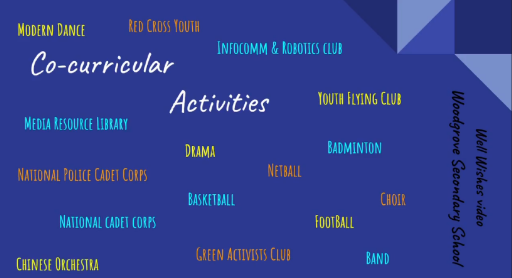 Modern Dance
Red Cross Youth
Infocomm & Robotics club
Co-curricular
Activities
Youth Flying Club
Media Resource Library
Drama
Badminton
National Police Cadet Corps
Netball
Basketball
Choir
National cadet corps
FootBall
Chinese Orchestra
Green Activists Club
Band
Well Wishes video
Woodgrove Secondary School